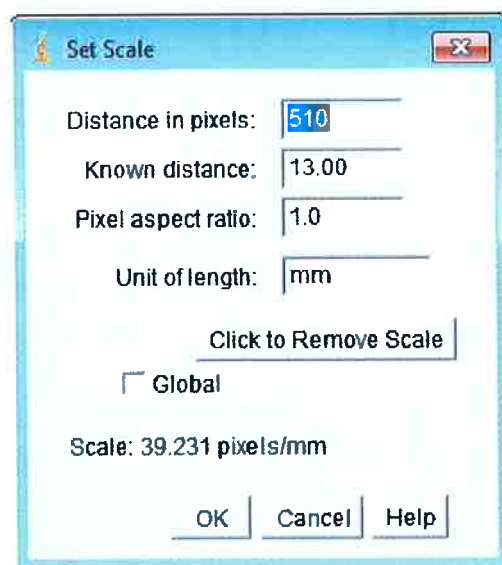 Set Scale
Distance in pixels: 510
Known distance: 13.00
Pixel aspect ratio: 1.0
Unit of length: mm
Click to Remove Scale
Global
Scale: 39.231 pixels/mm
OK Cancel Help